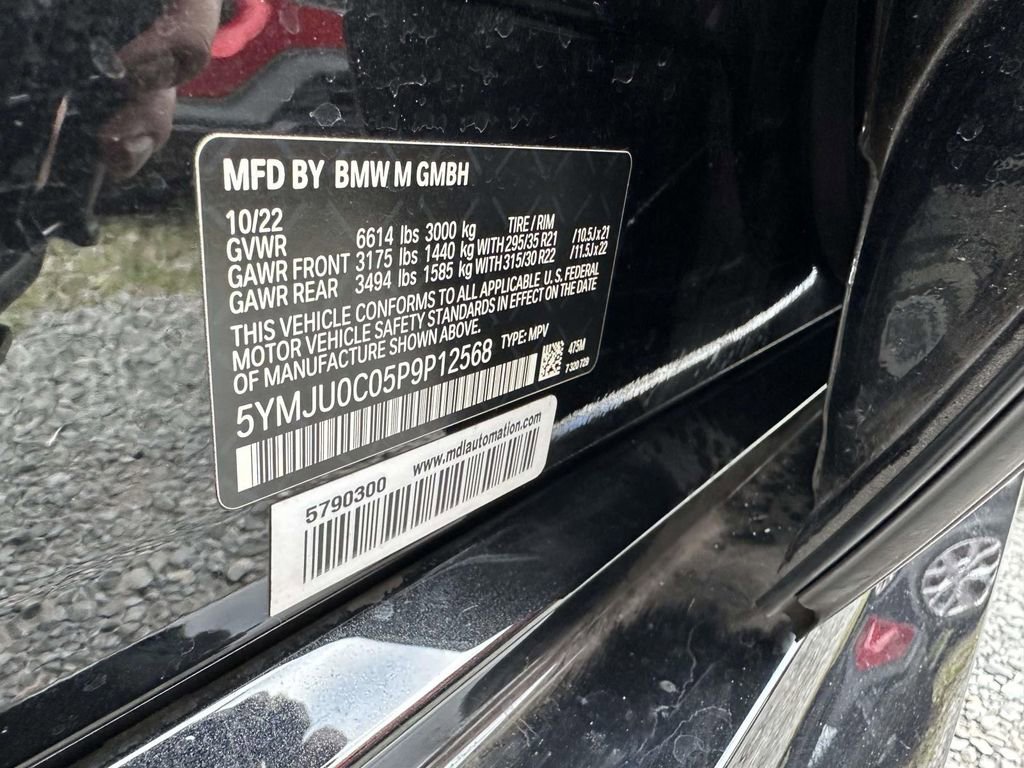 MFD BY BMW M GMBH
10/22 TIRE / RIM
GVWR 6614 lbs 3000 kg
GAWR FRONT 3175 lbs 1440 kg WITH 295/35 R21 /10.5J x 21
GAWR REAR 3494 lbs 1585 kg WITH 315/30 R22 /11.5J x 22
THIS VEHICLE CONFORMS TO ALL APPLICABLE U.S. FEDERAL
MOTOR VEHICLE SAFETY STANDARDS IN EFFECT ON THE DATE
OF MANUFACTURE SHOWN ABOVE.
5YMJU0C05P9P12568 TYPE: MPV
475M
7 320 729
www.mdlautomation.com
5790300